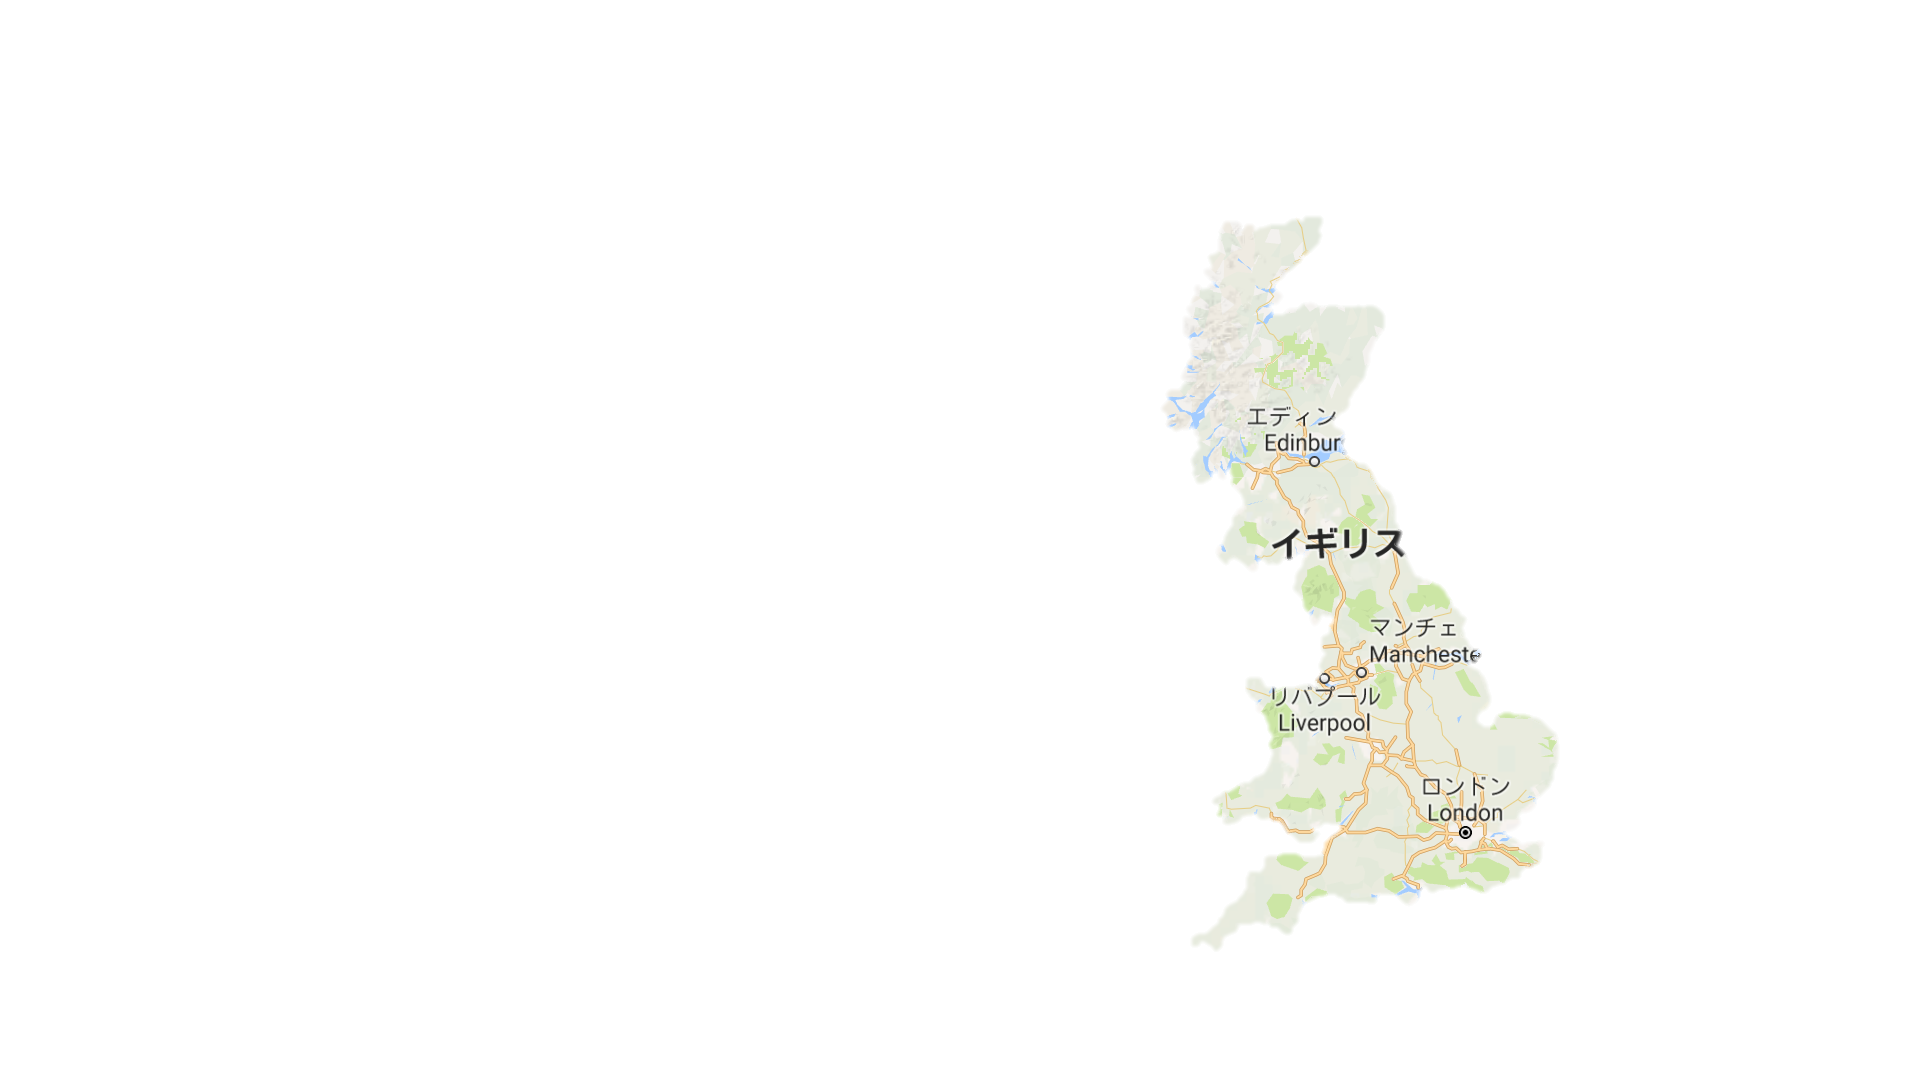 エディン
Edinbur
イギリス
マンチェ
Mancheste
リバプール
Liverpool
ロンドン
London